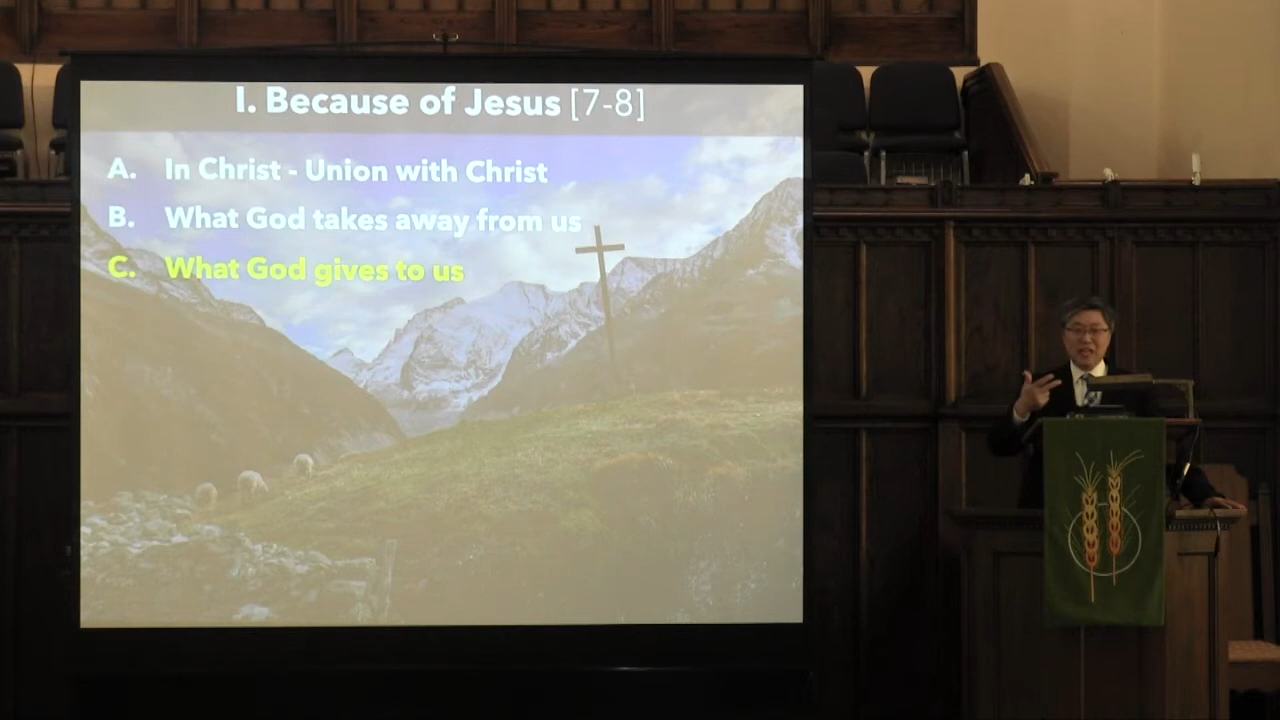 I. Because of Jesus [7-8]
A. In Christ - Union with Christ
B. What God takes away from us
C. What God gives to us